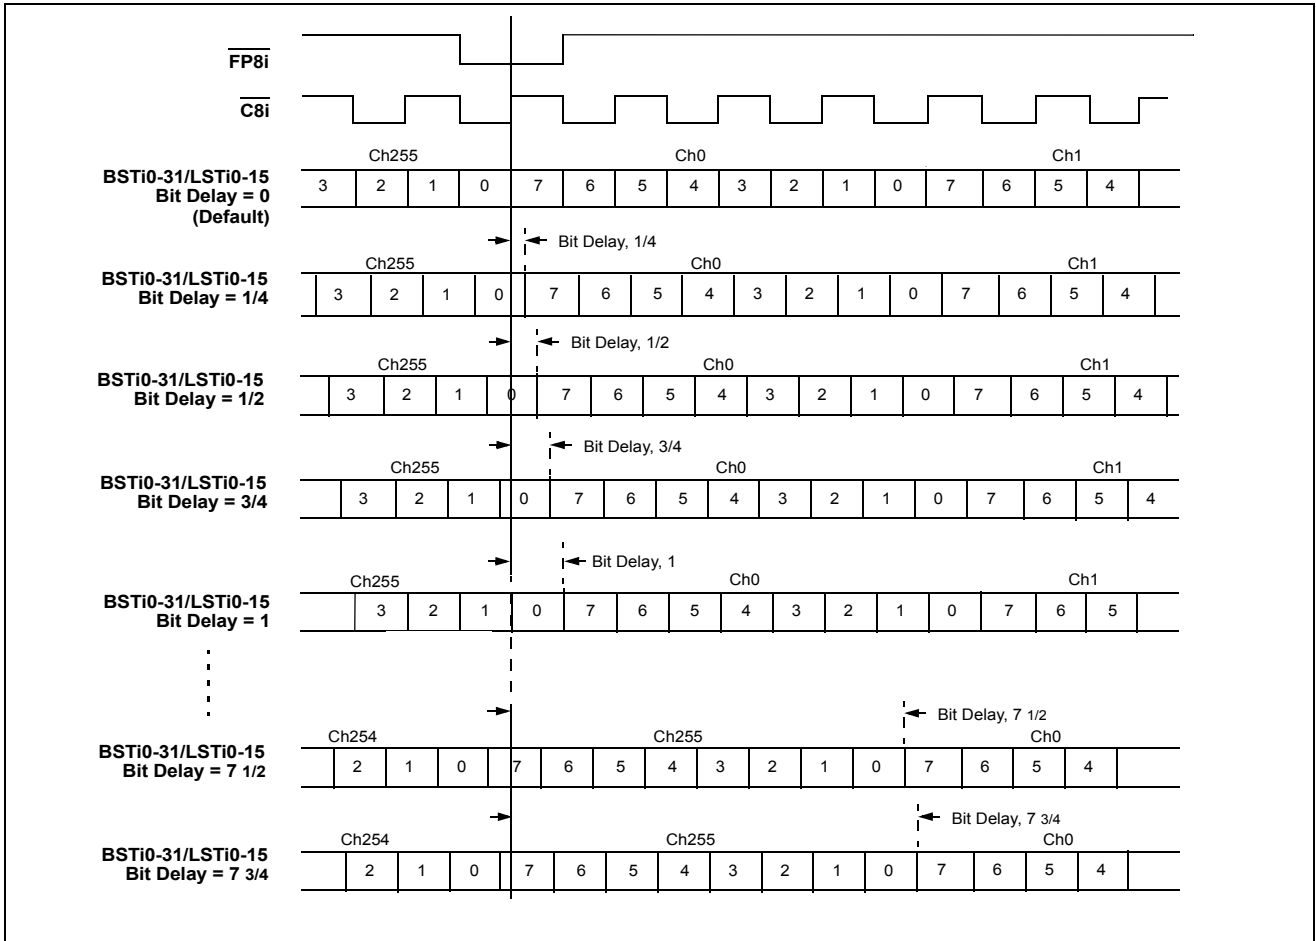 FP8i
C8i
Ch255 Ch0 Ch1
BSTi0-31/LSTi0-15
Bit Delay = 0
(Default)
3 2 1 0 7 6 5 4 3 2 1 0 7 6 5 4
Bit Delay, 1/4
Ch255 Ch0 Ch1
BSTi0-31/LSTi0-15
Bit Delay = 1/4
3 2 1 0 7 6 5 4 3 2 1 0 7 6 5 4
Bit Delay, 1/2
Ch255 Ch0 Ch1
BSTi0-31/LSTi0-15
Bit Delay = 1/2
3 2 1 0 7 6 5 4 3 2 1 0 7 6 5 4
Bit Delay, 3/4
Ch255 Ch0 Ch1
BSTi0-31/LSTi0-15
Bit Delay = 3/4
3 2 1 0 7 6 5 4 3 2 1 0 7 6 5 4
Bit Delay, 1
Ch255 Ch0 Ch1
BSTi0-31/LSTi0-15
Bit Delay = 1
3 2 1 0 7 6 5 4 3 2 1 0 7 6 5
Bit Delay, 7 1/2
Ch254 Ch255 Ch0
BSTi0-31/LSTi0-15
Bit Delay = 7 1/2
2 1 0 7 6 5 4 3 2 1 0 7 6 5 4
Bit Delay, 7 3/4
Ch254 Ch255 Ch0
BSTi0-31/LSTi0-15
Bit Delay = 7 3/4
2 1 0 7 6 5 4 3 2 1 0 7 6 5 4